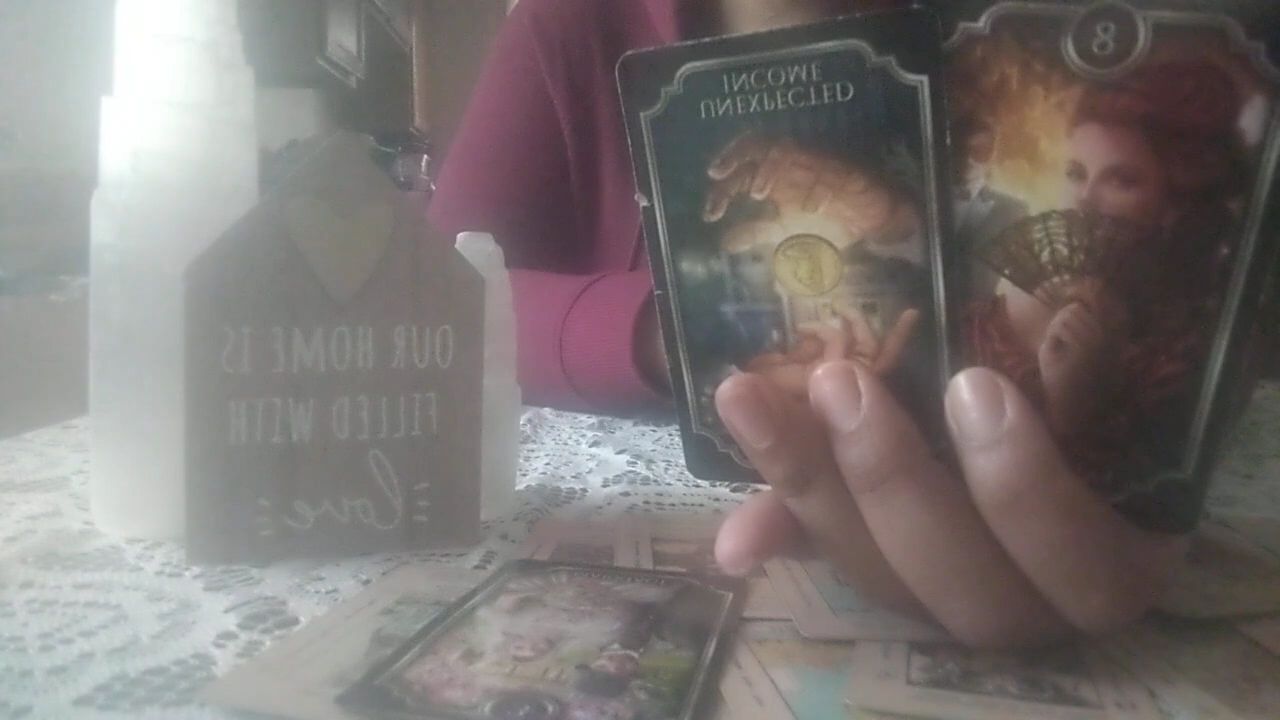 UNEXPECTED
INCOME
8
OUR HOME IS
FILLED WITH
love